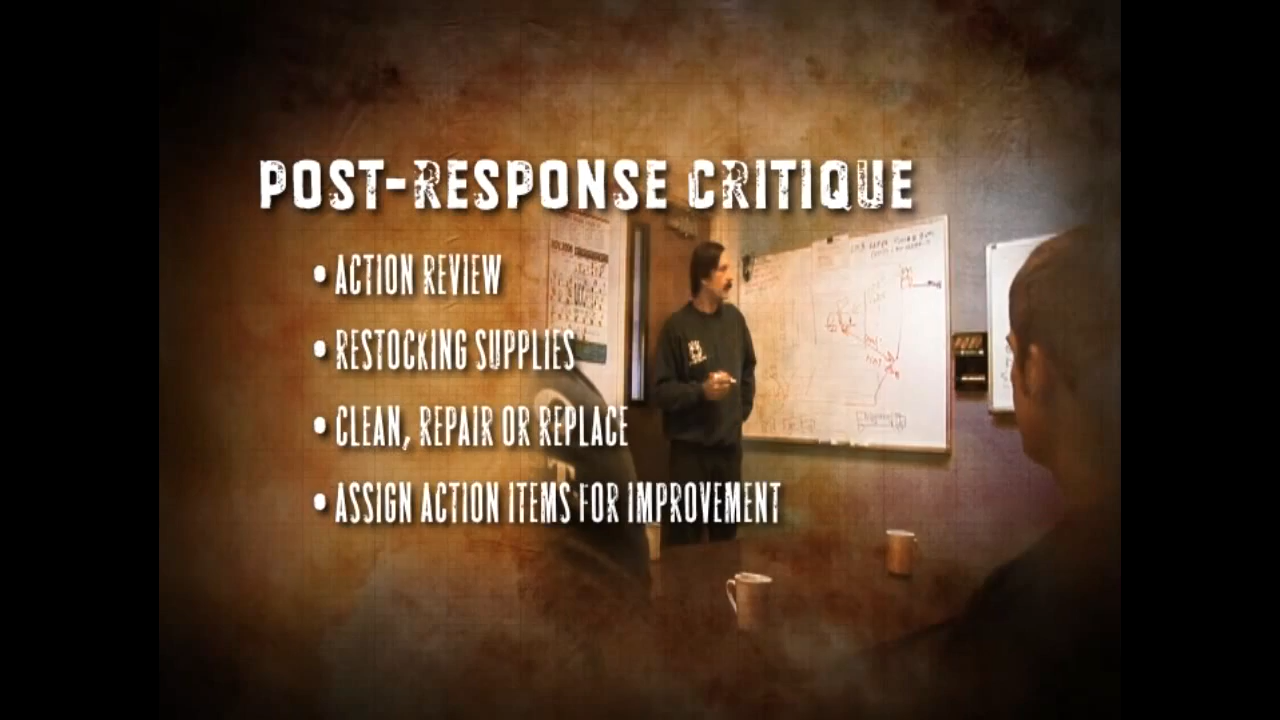 POST-RESPONSE CRITIQUE
• ACTION REVIEW
• RESTOCKING SUPPLIES
• CLEAN, REPAIR OR REPLACE
• ASSIGN ACTION ITEMS FOR IMPROVEMENT